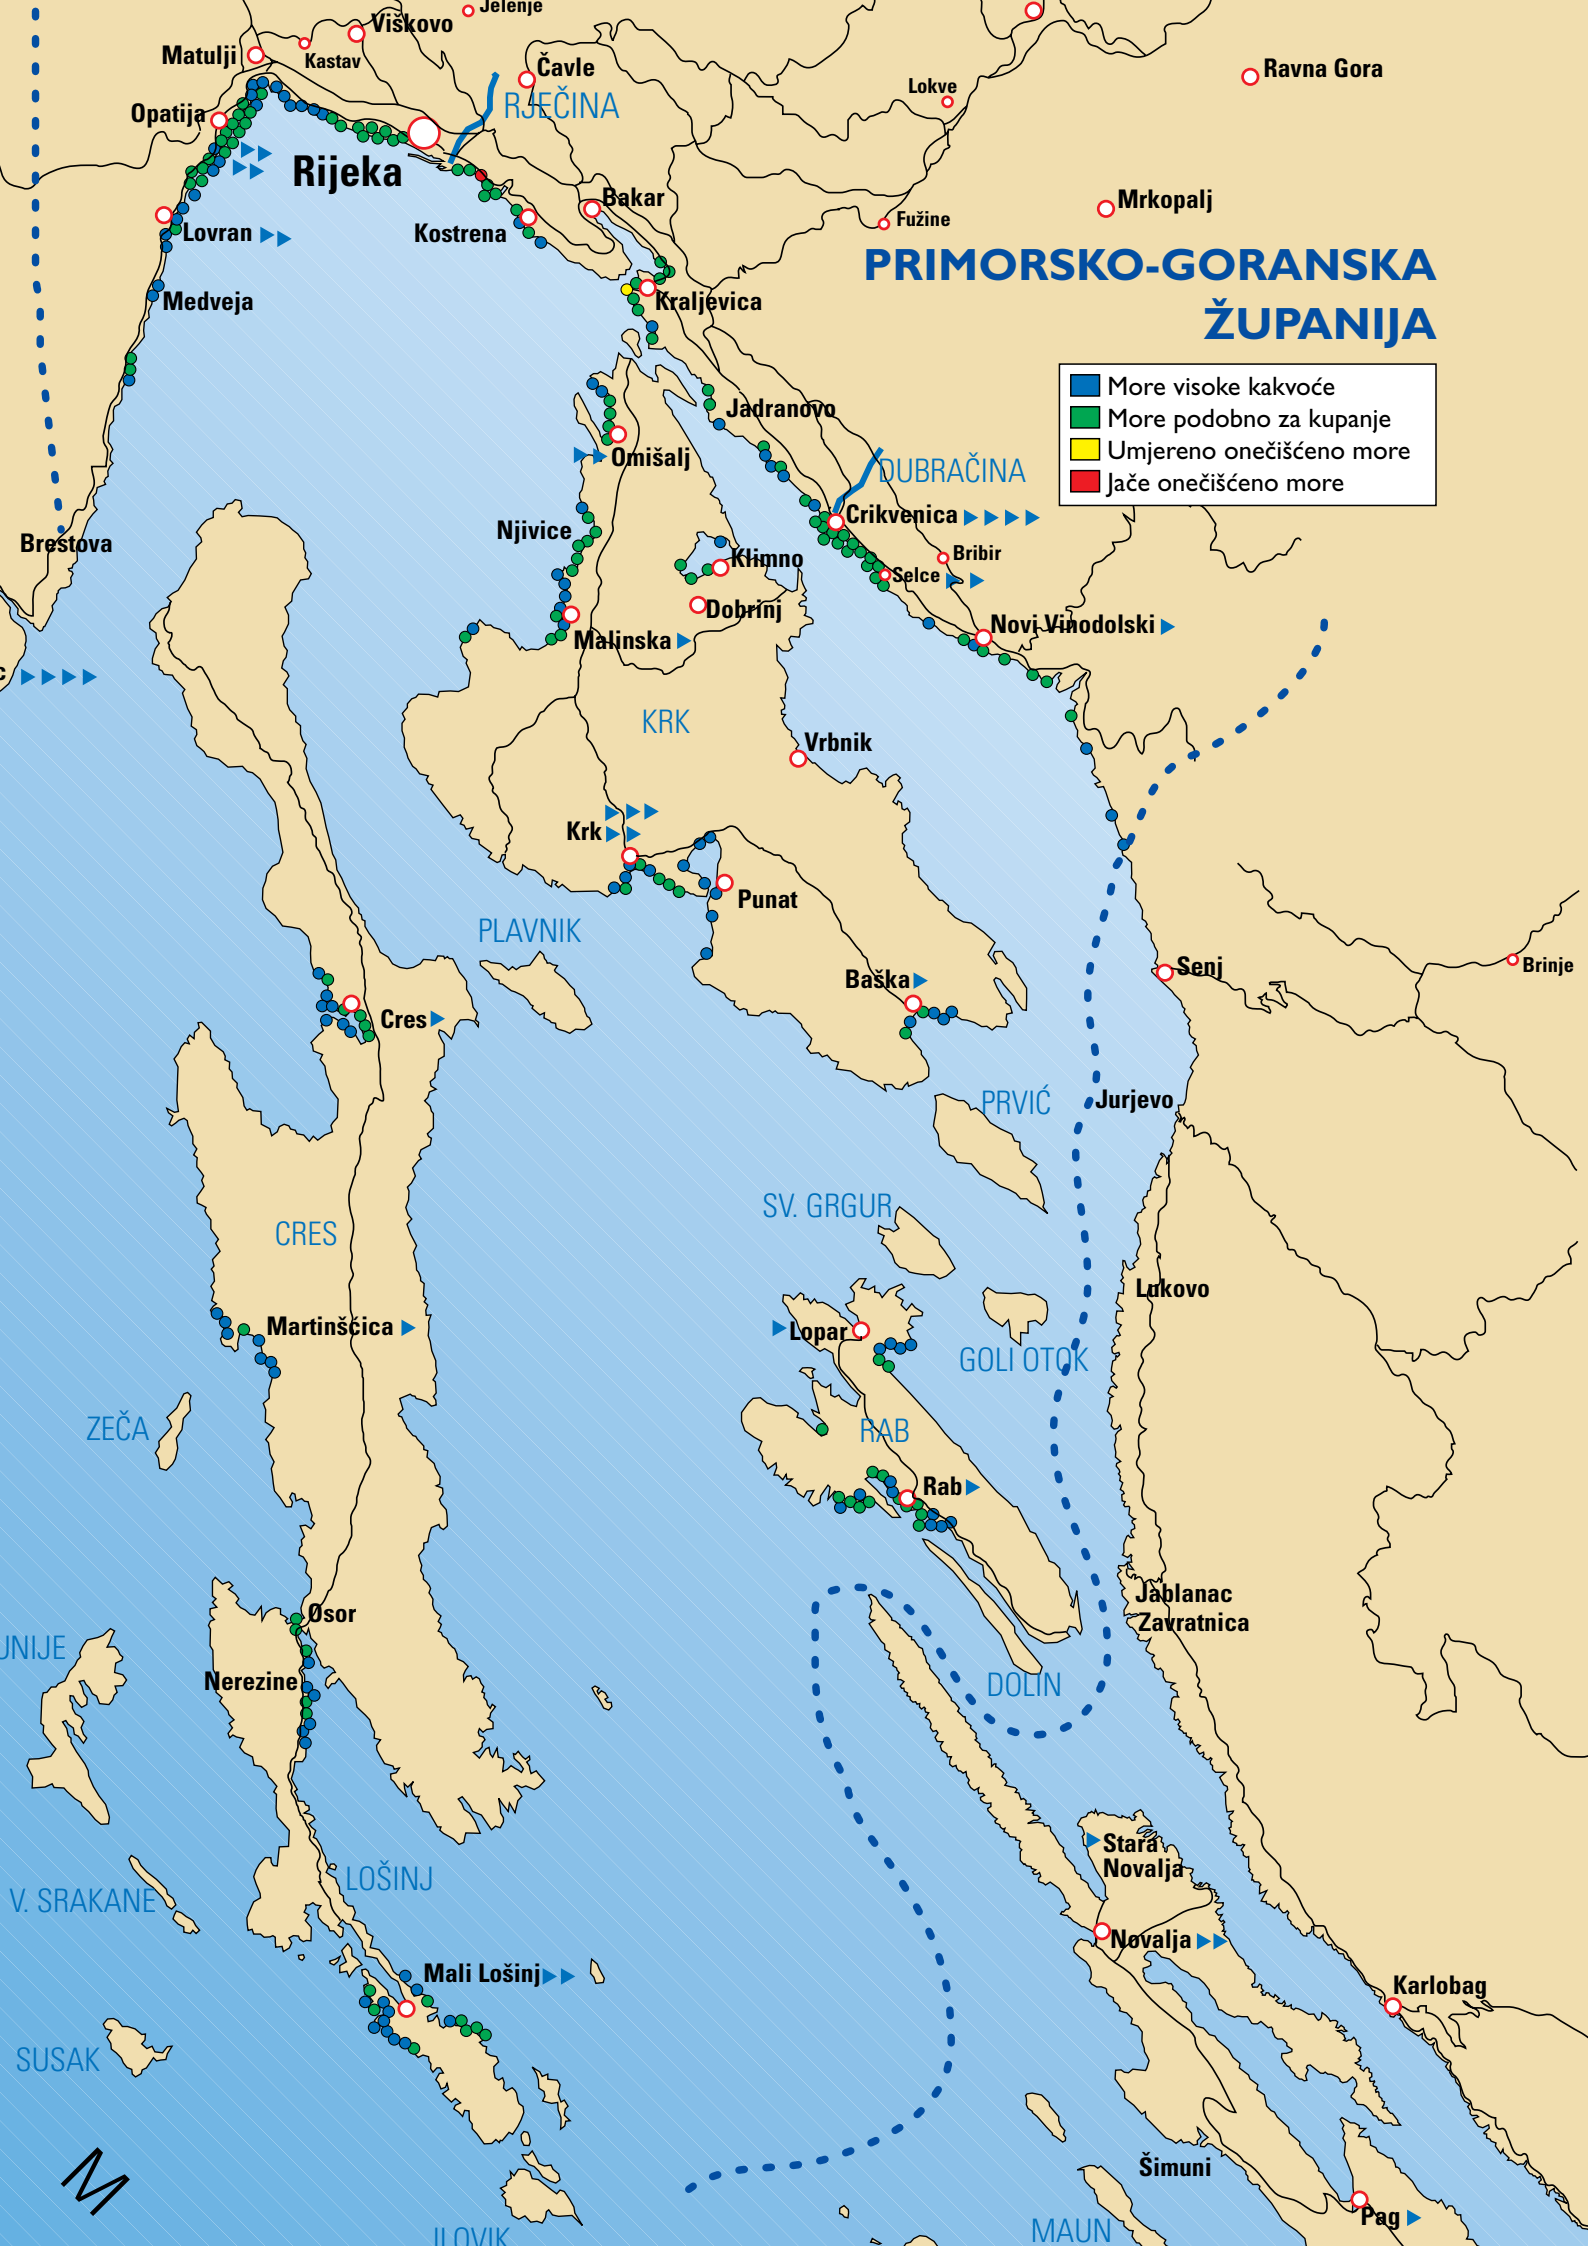 Jelenje
Viškovo
Matulji
Kastav
Čavle
Ravna Gora
Lokve
Opatija
RJEČINA
Rijeka
Bakar
Mrkopalj
Fužine
Lovran
Kostrena
PRIMORSKO-GORANSKA
ŽUPANIJA
Medveja
Kraljevica
More visoke kakvoće
More podobno za kupanje
Umjereno onečišćeno more
Jače onečišćeno more
Jadranovo
Omišalj
DUBRAČINA
Crikvenica
Njivice
Brestova
Klimno
Bribir
Selce
Dobrinj
Novi Vinodolski
Malinska
c
KRK
Vrbnik
Krk
Punat
PLAVNIK
Senj
Brinje
Baška
Cres
PRVIĆ
Jurjevo
SV. GRGUR
CRES
Lukovo
Martinšćica
Lopar
GOLI OTOK
ZEČA
RAB
Rab
Jablanac
Zavratnica
Osor
UNIJE
Nerezine
DOLIN
Stara
Novalja
LOŠINJ
V. SRAKANE
Novalja
Mali Lošinj
Karlobag
SUSAK
M
Šimuni
Pag
MAUN
ILOVIK